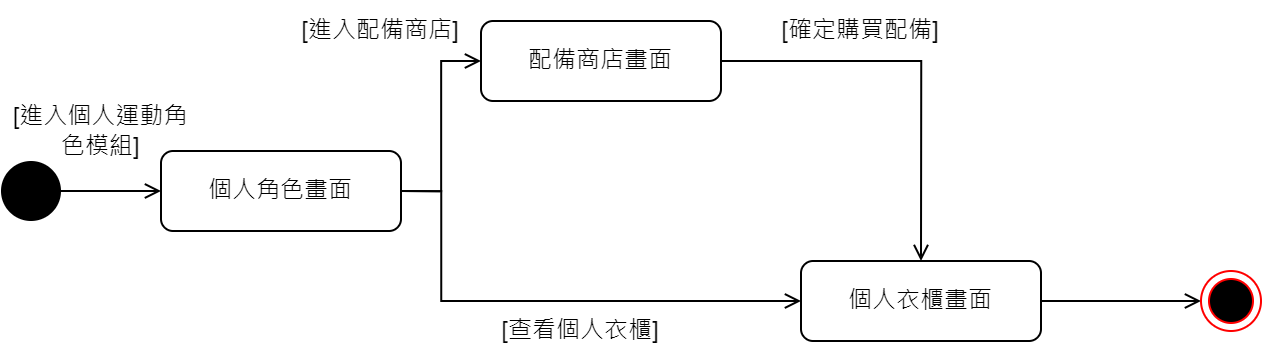 [進入配備商店]
[確定購買配備]
配備商店畫面
[進入個人運動角
色模組]
個人角色畫面
個人衣櫃畫面
[查看個人衣櫃]